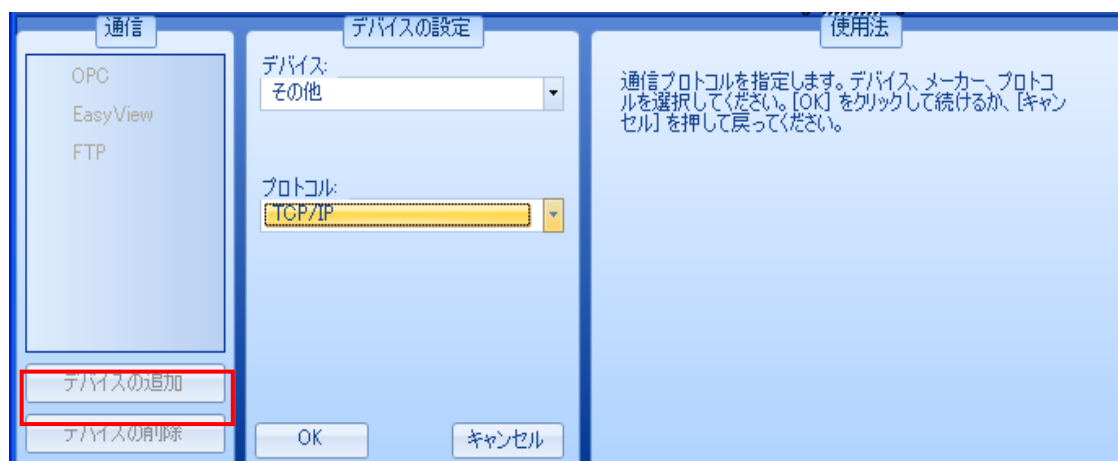 通信
OPC
EasyView
FTP
デバイスの追加
デバイスの削除
デバイスの設定
デバイス:
その他
プロトコル:
TCP/IP
OK
キャンセル
使用法
通信プロトコルを指定します。デバイス、メーカー、プロトコ
ルを選択してください。[OK] をクリックして続けるか、[キャン
セル] を押して戻ってください。